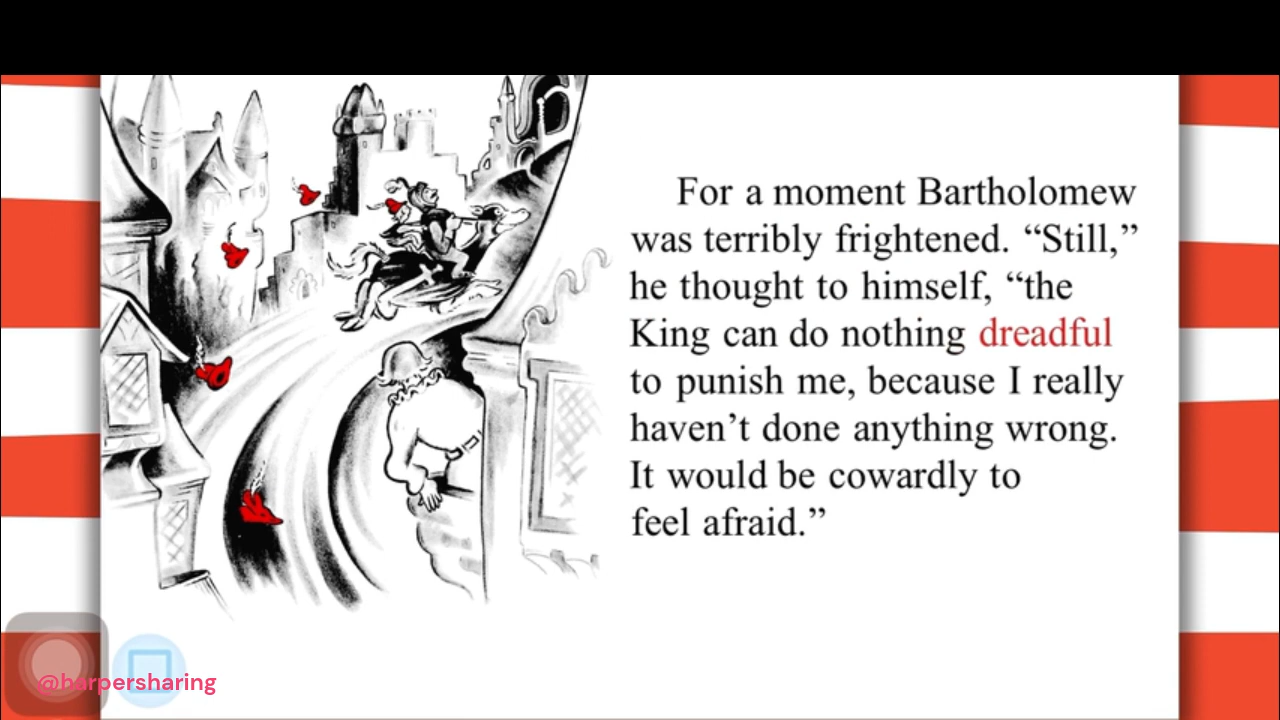 For a moment Bartholomew
was terribly frightened. “Still,”
he thought to himself, “the
King can do nothing dreadful
to punish me, because I really
haven’t done anything wrong.
It would be cowardly to
feel afraid.”
@harpersharing